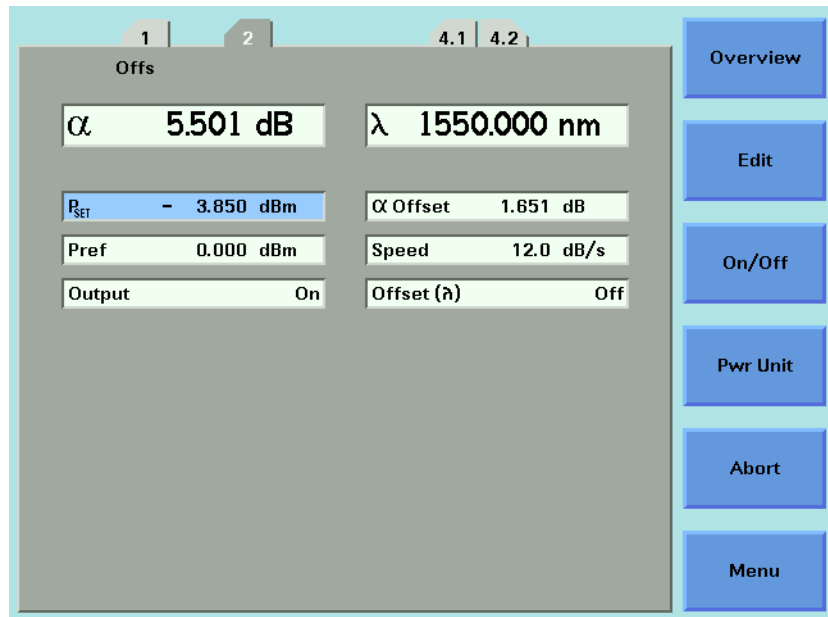 1 2 4.1 4.2
Offs
α 5.501 dB
λ 1550.000 nm
PSET - 3.850 dBm
α Offset 1.651 dB
Pref 0.000 dBm
Speed 12.0 dB/s
Output On
Offset (λ) Off
Overview
Edit
On/Off
Pwr Unit
Abort
Menu